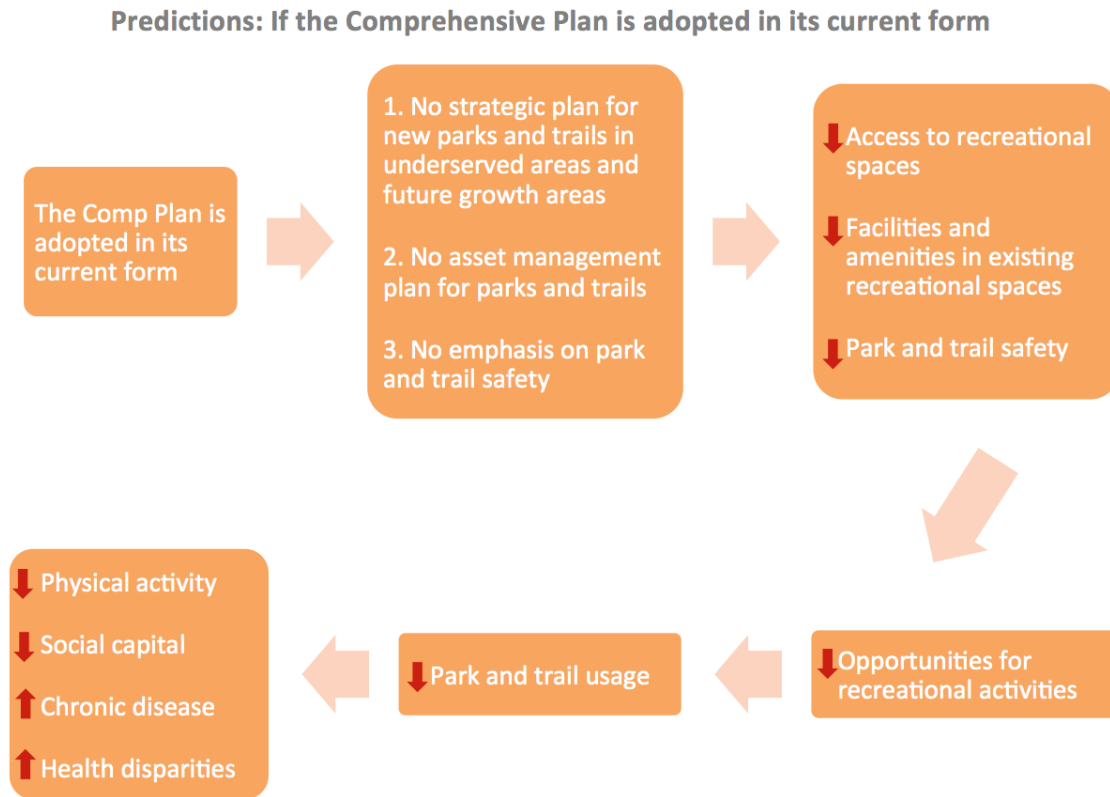 Predictions: If the Comprehensive Plan is adopted in its current form
The Comp Plan is
adopted in its
current form
1. No strategic plan for
new parks and trails in
underserved areas and
future growth areas
2. No asset management
plan for parks and trails
3. No emphasis on park
and trail safety
Access to recreational
spaces
Facilities and
amenities in existing
recreational spaces
Park and trail safety
Opportunities for
recreational activities
Park and trail usage
Physical activity
Social capital
Chronic disease
Health disparities